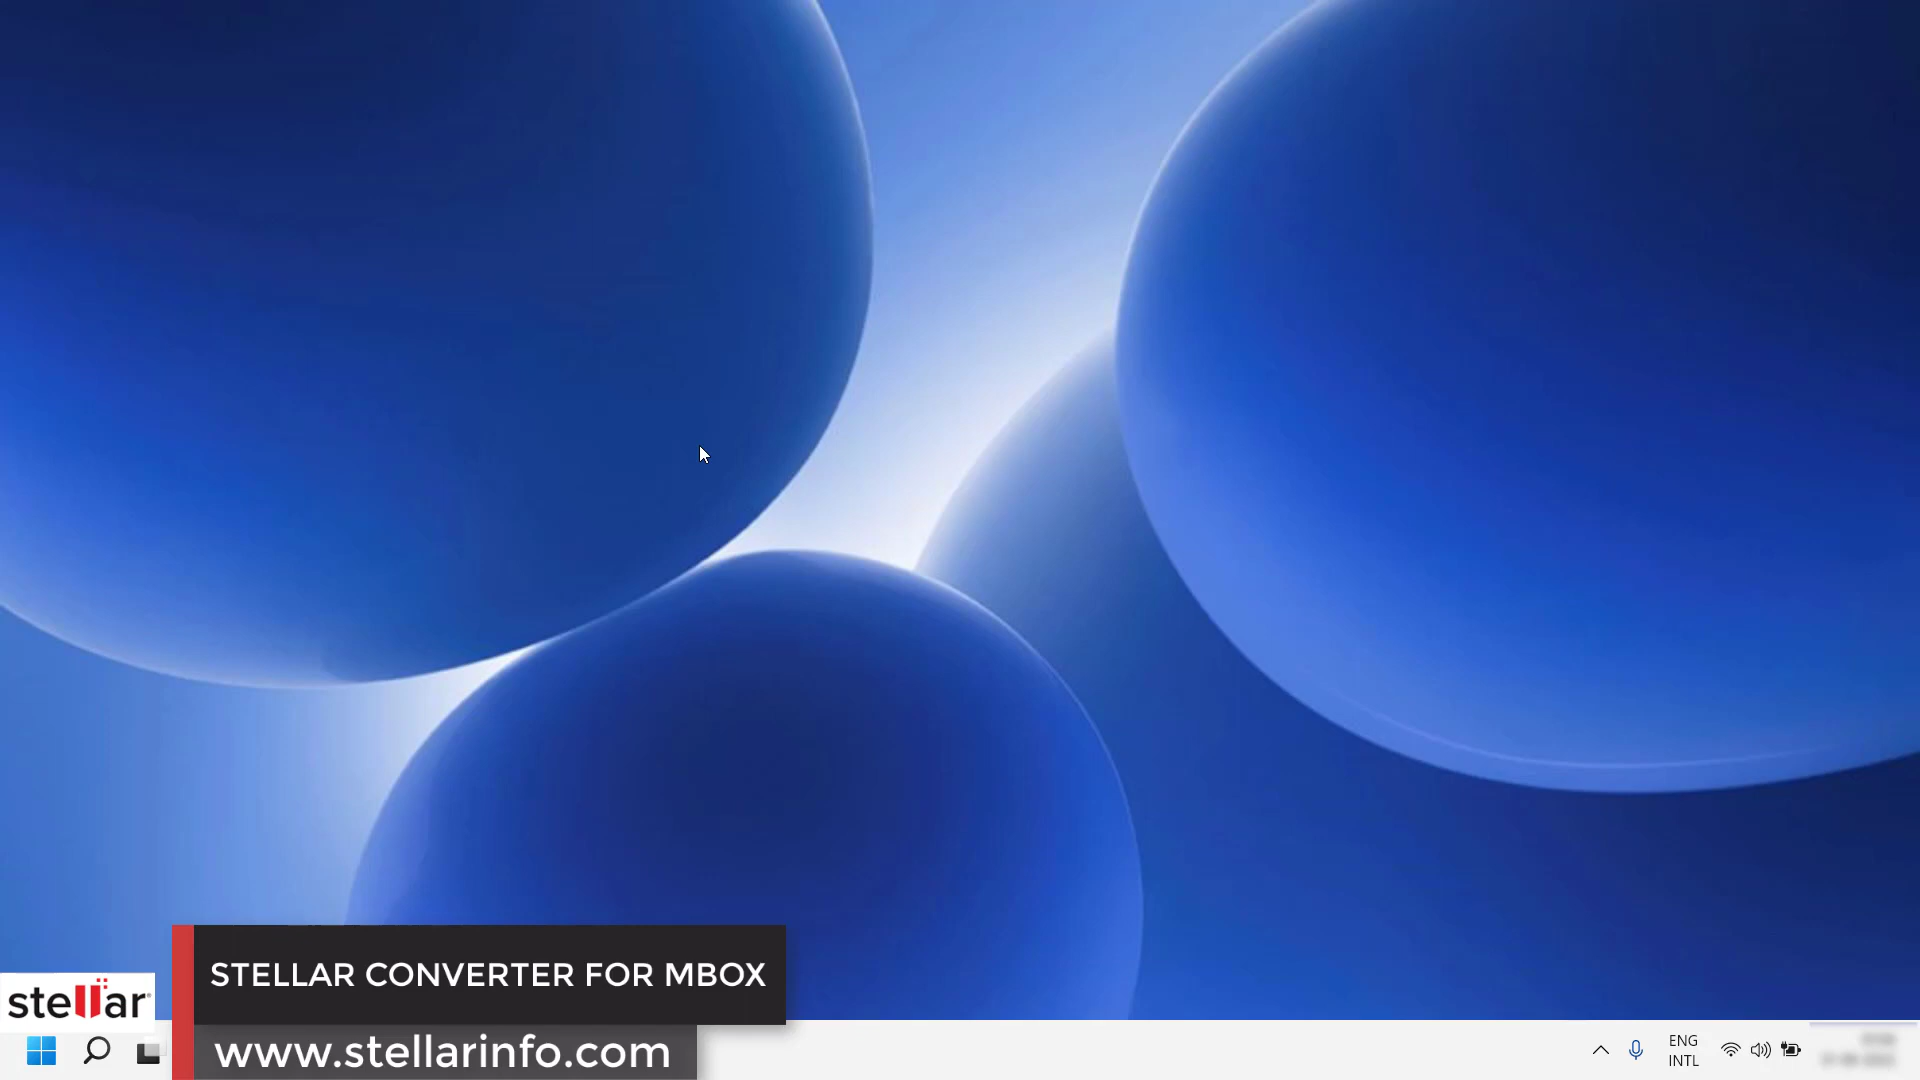 STELLAR CONVERTER FOR MBOX
stellar
www.stellarinfo.com
ENG
INTL